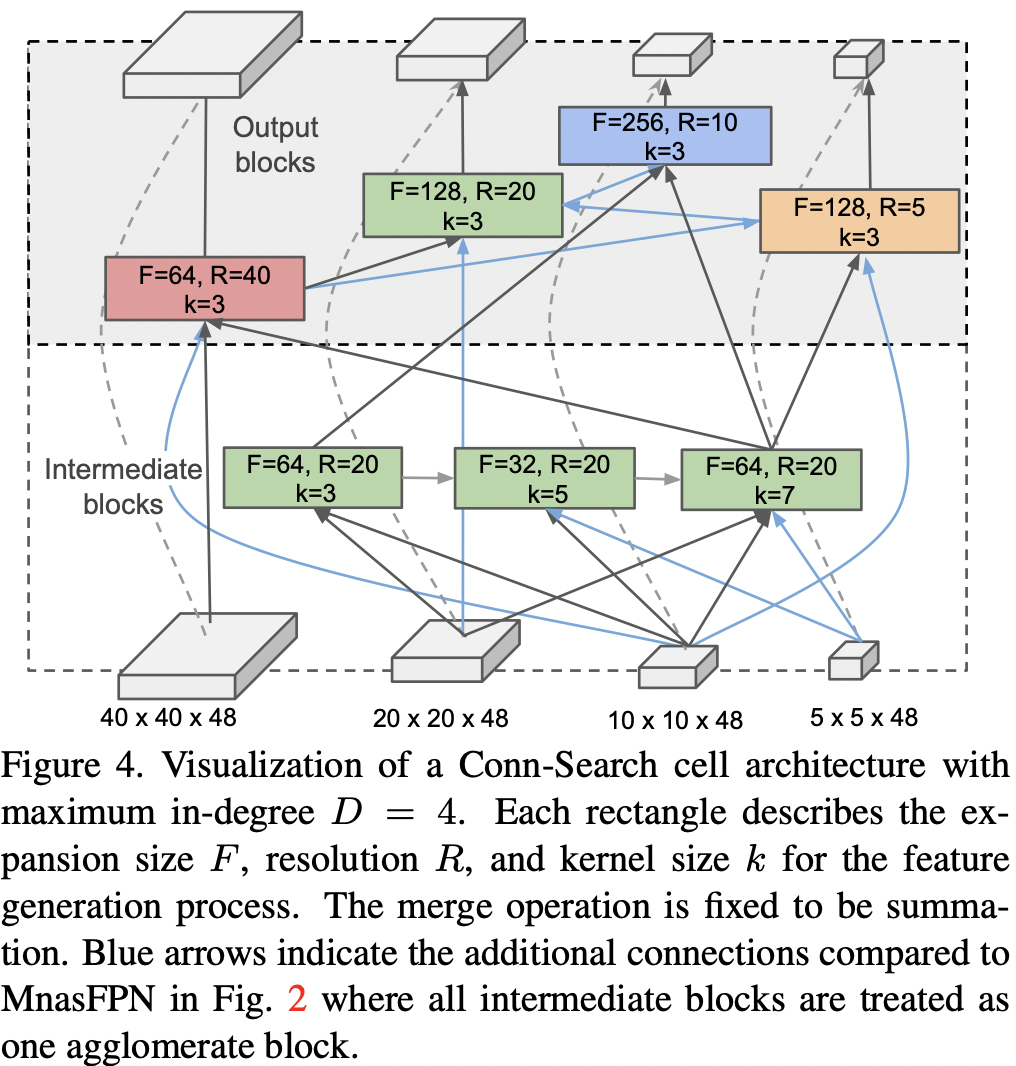 Output
blocks
F=256, R=10
k=3
F=128, R=20
k=3
F=128, R=5
k=3
F=64, R=40
k=3
Intermediate
blocks
F=64, R=20
k=3
F=32, R=20
k=5
F=64, R=20
k=7
40 x 40 x 48
20 x 20 x 48
10 x 10 x 48
5 x 5 x 48
Figure 4. Visualization of a Conn-Search cell architecture with
maximum in-degree D = 4. Each rectangle describes the ex-
pansion size F, resolution R, and kernel size k for the feature
generation process. The merge operation is fixed to be summa-
tion. Blue arrows indicate the additional connections compared to
MnasFPN in Fig. 2 where all intermediate blocks are treated as
one agglomerate block.